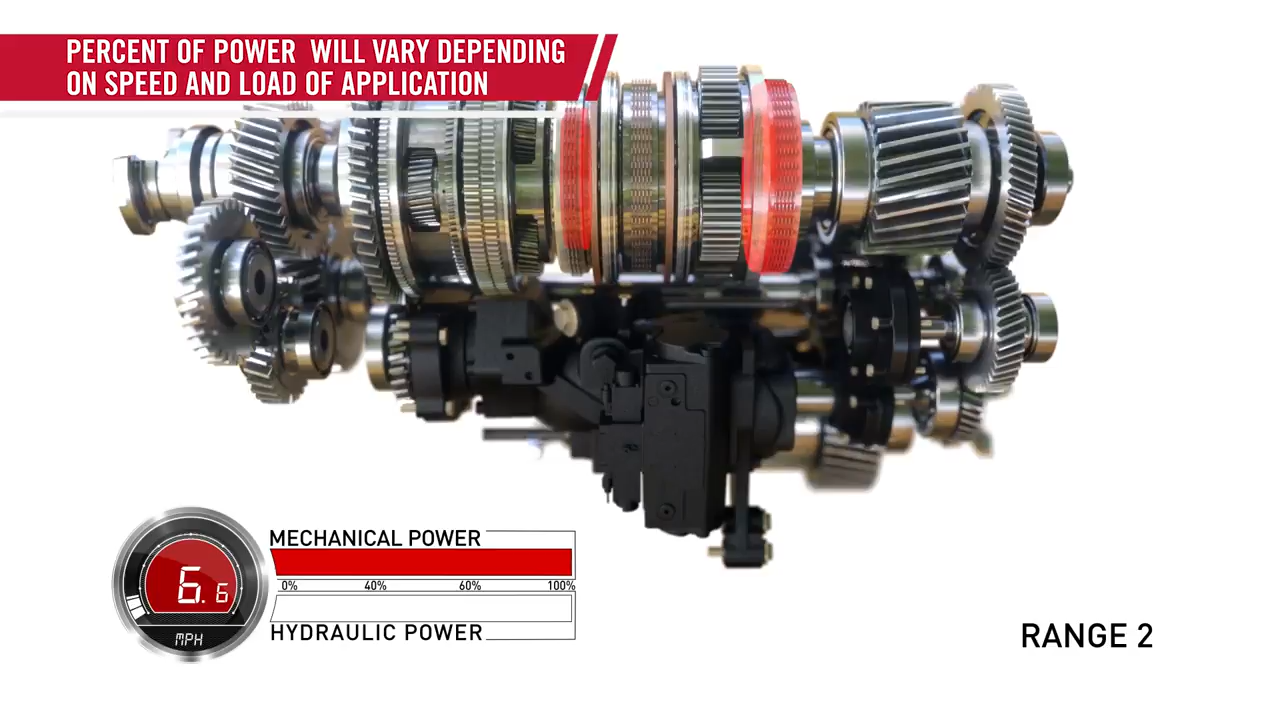 PERCENT OF POWER WILL VARY DEPENDING
ON SPEED AND LOAD OF APPLICATION
MECHANICAL POWER
0% 40% 60% 100%
6.6
MPH
HYDRAULIC POWER
RANGE 2